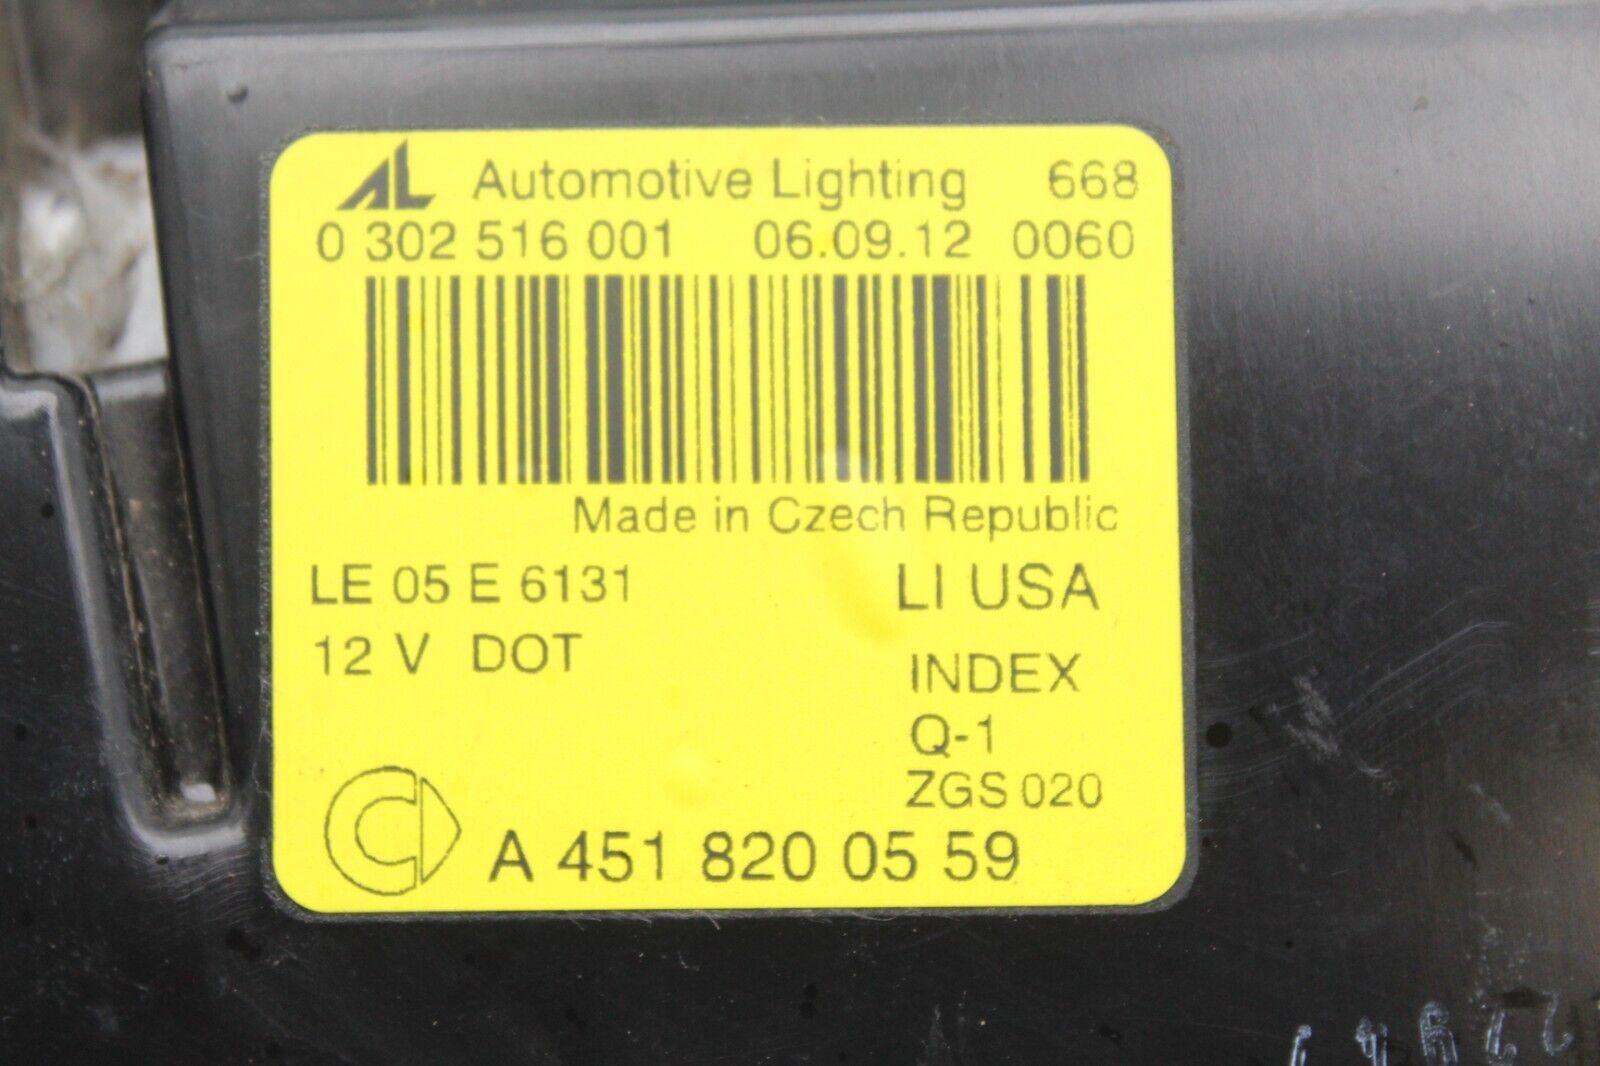 AL Automotive Lighting 668
0 302 516 001 06.09.12 0060
Made in Czech Republic
LE 05 E 6131 LI USA
12 V DOT INDEX
Q-1
ZGS 020
A 451 820 05 59